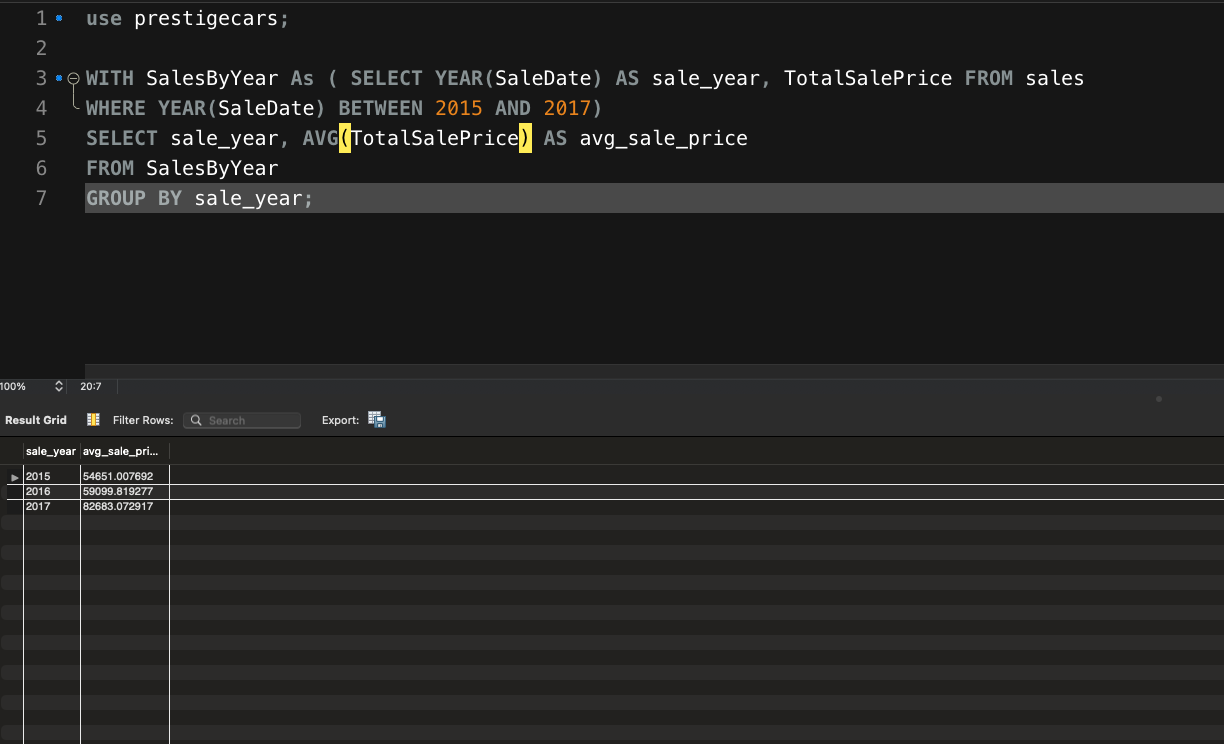 1 use prestigecars;
2
3 WITH SalesByYear As ( SELECT YEAR(SaleDate) AS sale_year, TotalSalePrice FROM sales
4 WHERE YEAR(SaleDate) BETWEEN 2015 AND 2017)
5 SELECT sale_year, AVG(TotalSalePrice) AS avg_sale_price
6 FROM SalesByYear
7 GROUP BY sale_year;
100% 20:7
Result Grid Filter Rows: Search Export:
sale_year avg_sale_pri...
2015 54651.007692
2016 59099.819277
2017 82683.072917